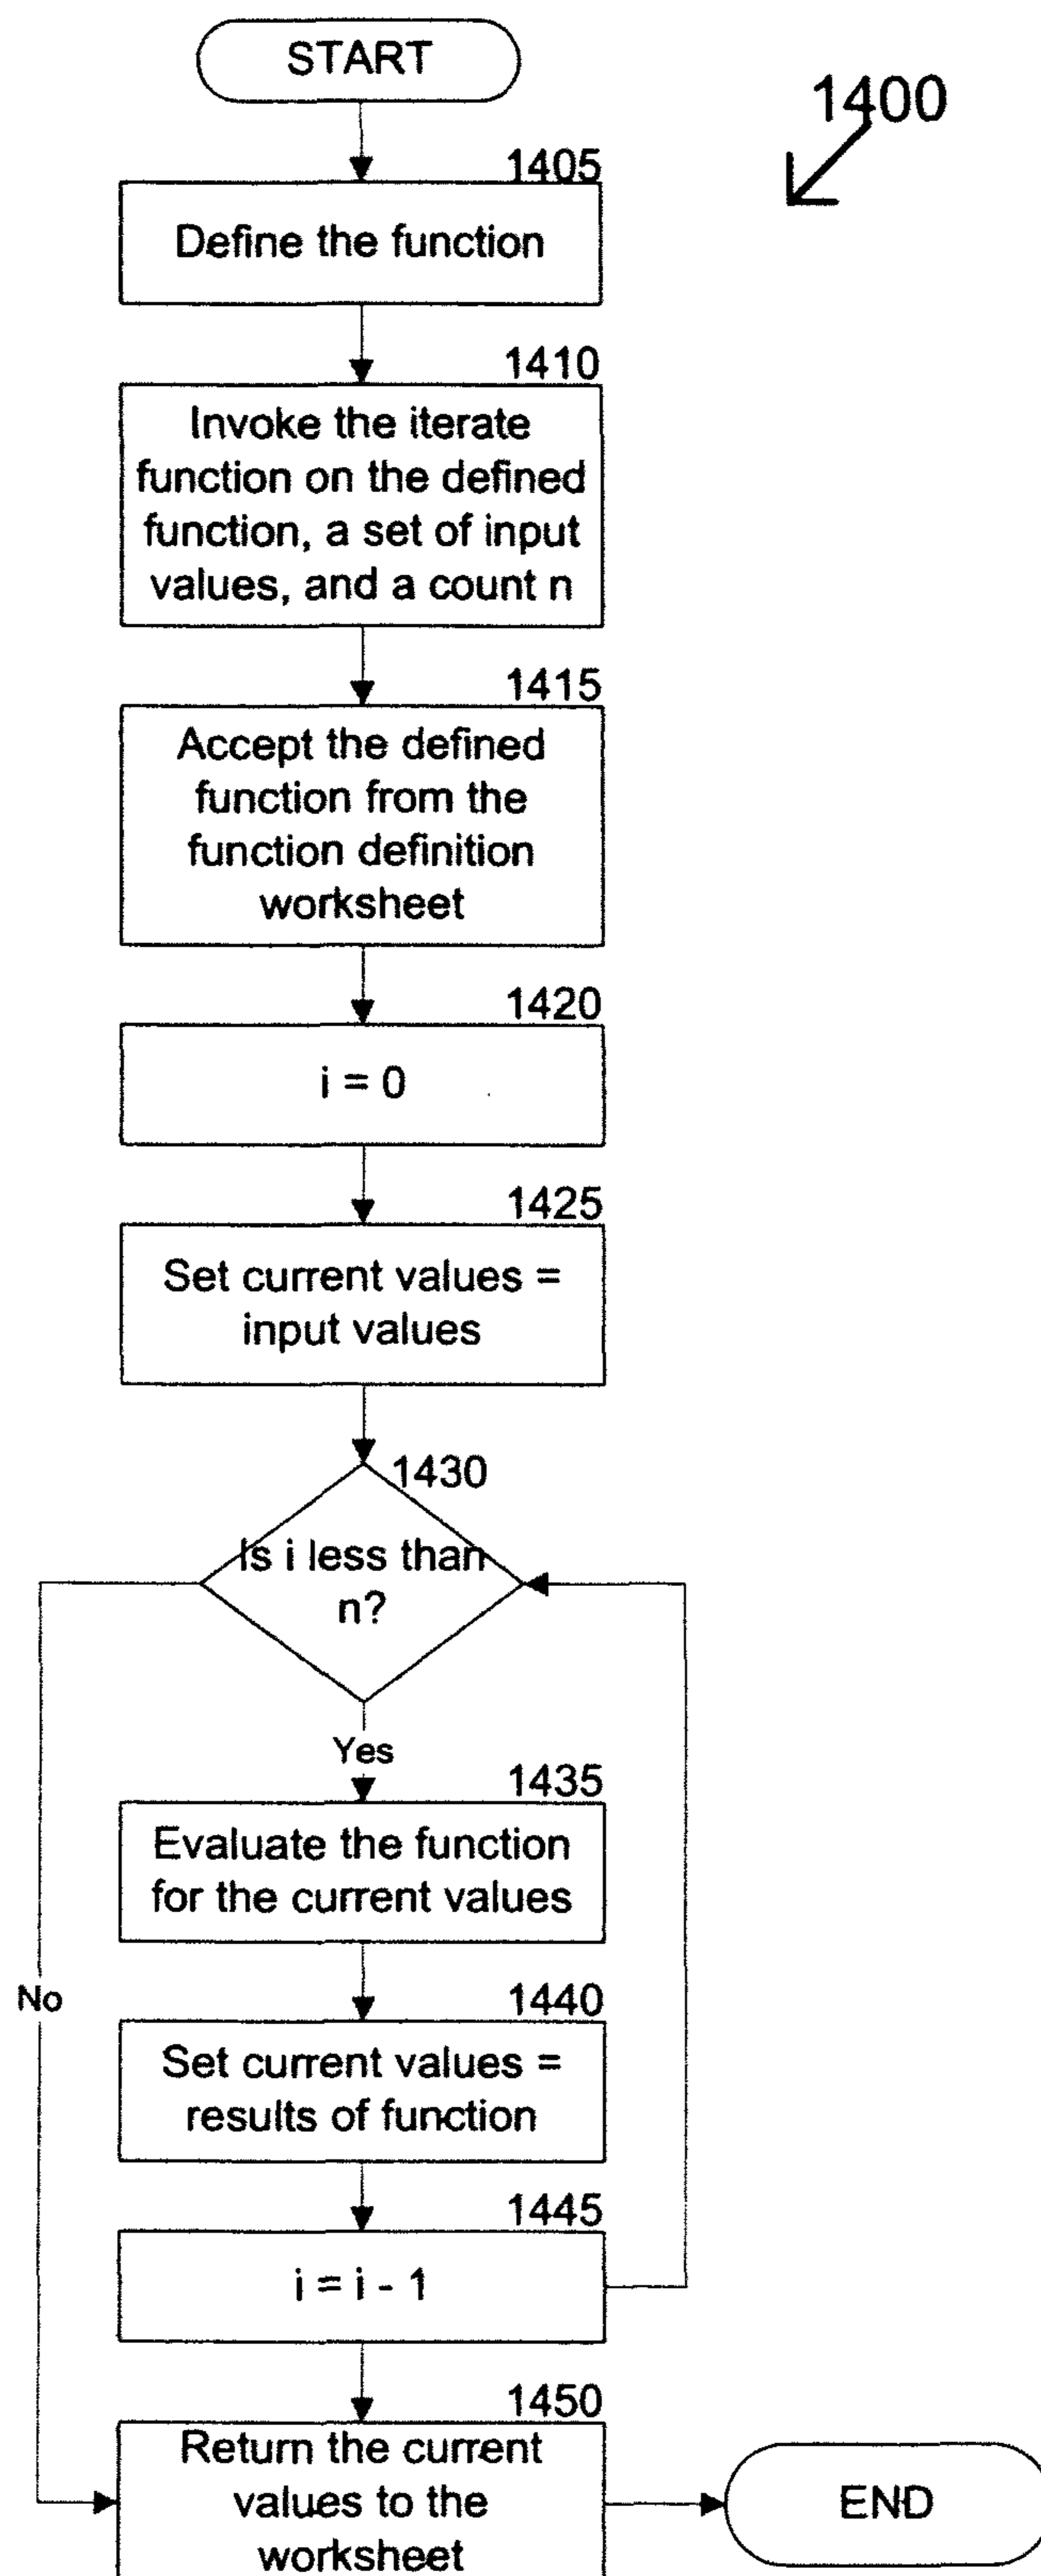 START
1400
1405
Define the function
1410
Invoke the iterate
function on the defined
function, a set of input
values, and a count n
1415
Accept the defined
function from the
function definition
worksheet
1420
i = 0
1425
Set current values =
input values
1430
Is i less than
n?
Yes
1435
Evaluate the function
for the current values
No
1440
Set current values =
results of function
1445
i = i - 1
1450
Return the current
values to the
worksheet
END